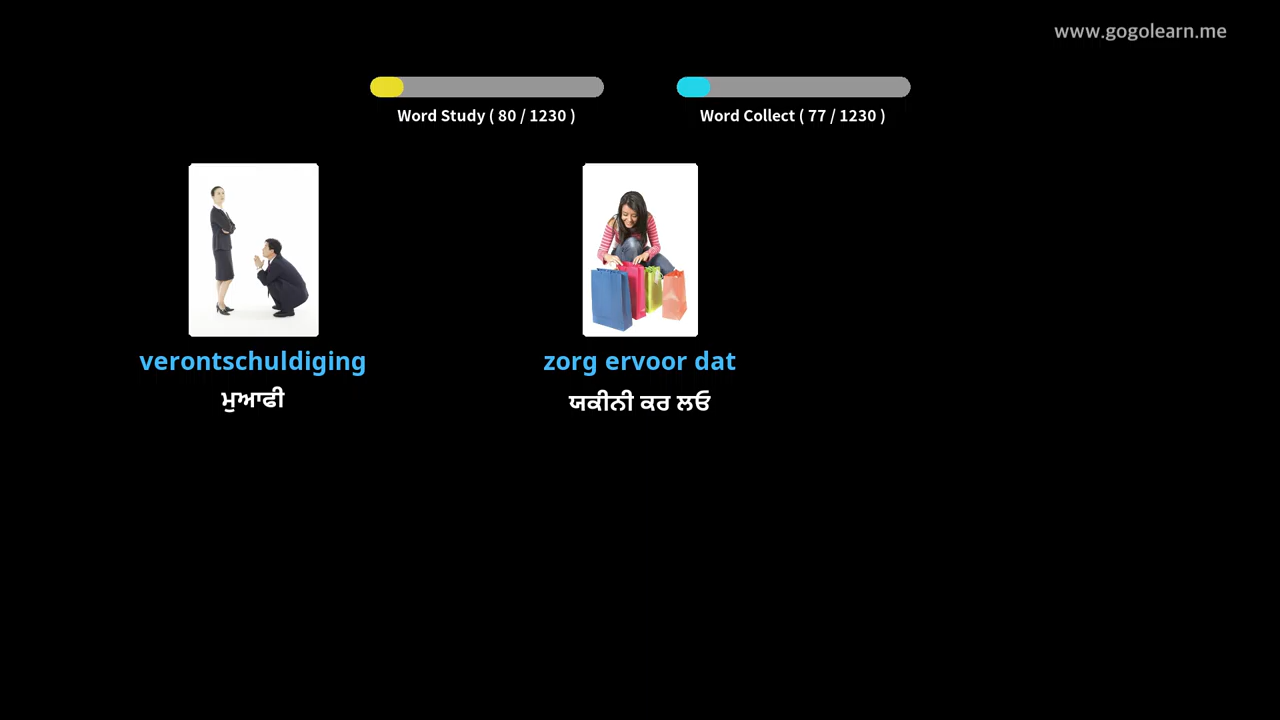 www.gogolearn.me
Word Study ( 80 / 1230 )
Word Collect ( 77 / 1230 )
verontschuldiging
ਮੁਆਫੀ
zorg ervoor dat
ਯਕੀਨੀ ਕਰ ਲਓ